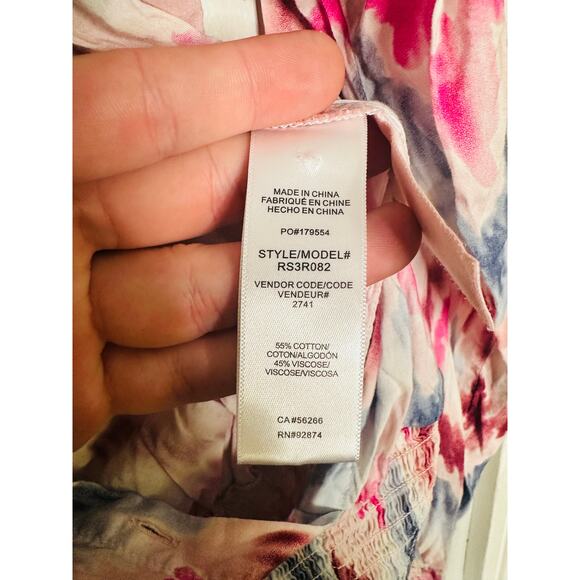 MADE IN CHINA
FABRIQUÉ EN CHINE
HECHO EN CHINA
PO#179554
STYLE/MODEL#
RS3R082
VENDOR CODE/CODE
VENDEUR#
2741
55% COTTON/
COTON/ALGODÓN
45% VISCOSE/
VISCOSE/VISCOSA
CA#56266
RN#92874